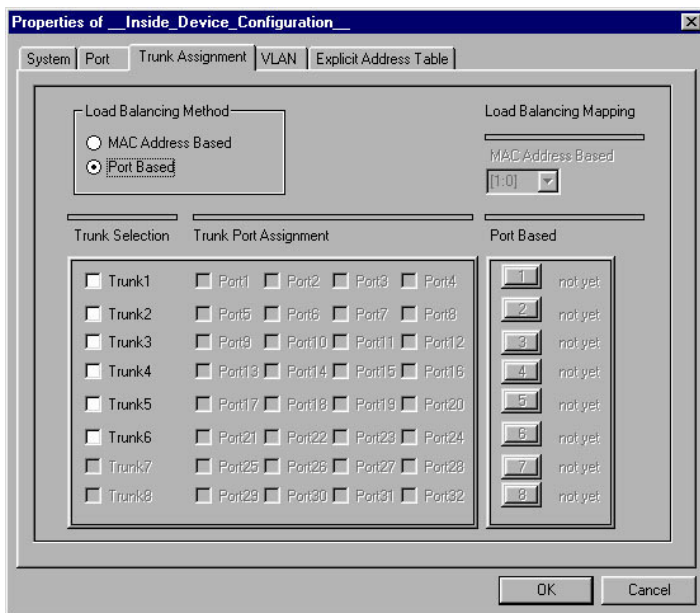 Properties of __Inside_Device_Configuration__
System Port Trunk Assignment VLAN Explicit Address Table
Load Balancing Method
MAC Address Based
Port Based
Load Balancing Mapping
MAC Address Based
[1:0]
Trunk Selection Trunk Port Assignment Port Based
Trunk1 Port1 Port2 Port3 Port4 1 not yet
Trunk2 Port5 Port6 Port7 Port8 2 not yet
Trunk3 Port9 Port10 Port11 Port12 3 not yet
Trunk4 Port13 Port14 Port15 Port16 4 not yet
Trunk5 Port17 Port18 Port19 Port20 5 not yet
Trunk6 Port21 Port22 Port23 Port24 6 not yet
Trunk7 Port25 Port26 Port27 Port28 7 not yet
Trunk8 Port29 Port30 Port31 Port32 8 not yet
OK Cancel